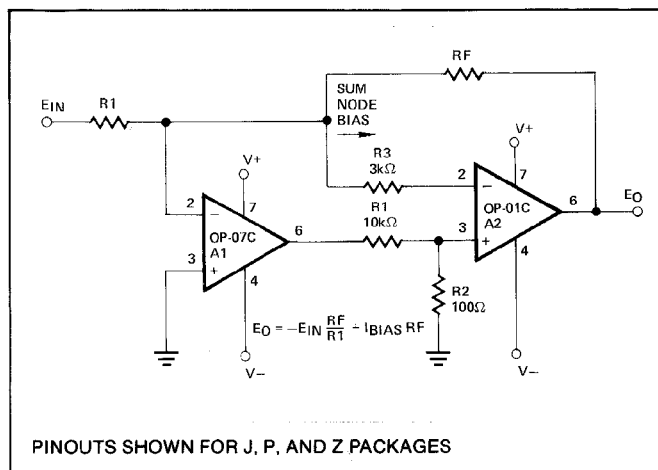 RF
SUM
NODE
BIAS
EIN
R1
V+
V+
R3
3kΩ
2
7
−
OP-01C
A2
6
EO
2
−
7
OP-07C
A1
6
R1
10kΩ
3
+
4
3
+
4
R2
100Ω
EO = −EIN RF/R1 − IBIAS RF
V−
V−
PINOUTS SHOWN FOR J, P, AND Z PACKAGES